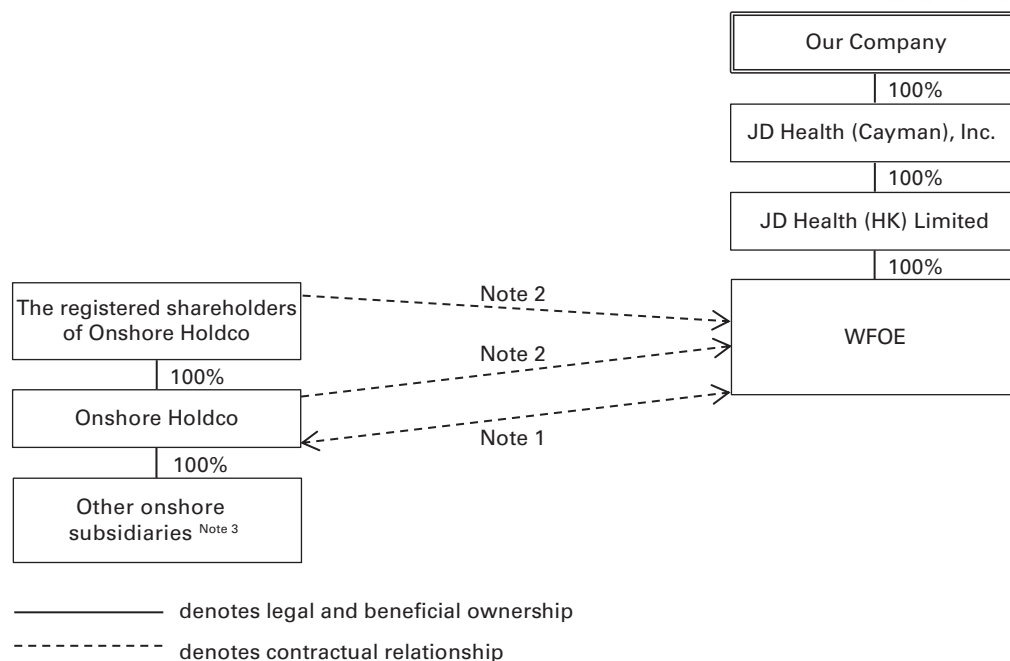 Our Company
100%
JD Health (Cayman), Inc.
100%
JD Health (HK) Limited
100%
WFOE
The registered shareholders
of Onshore Holdco
Note 2
100%
Note 2
Onshore Holdco
Note 1
100%
Other onshore
subsidiaries Note 3
denotes legal and beneficial ownership
denotes contractual relationship